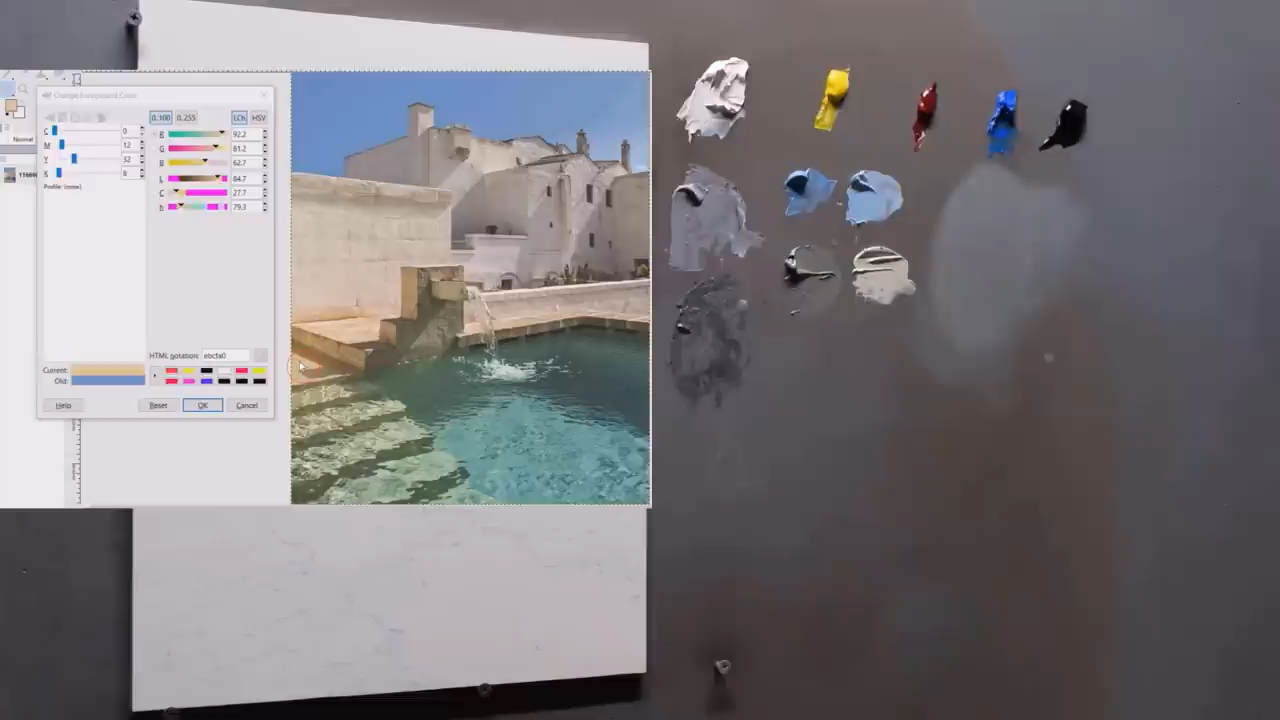 Change Foreground Color
0..100 0..255 LCh HSV
C 0
M 12
Y 32
K 8
Profile: (none)
R 92.2
G 81.2
B 62.7
L 84.7
C 27.7
h 79.3
HTML notation: ebcfa0
Current:
Old:
Help Reset OK Cancel
Normal